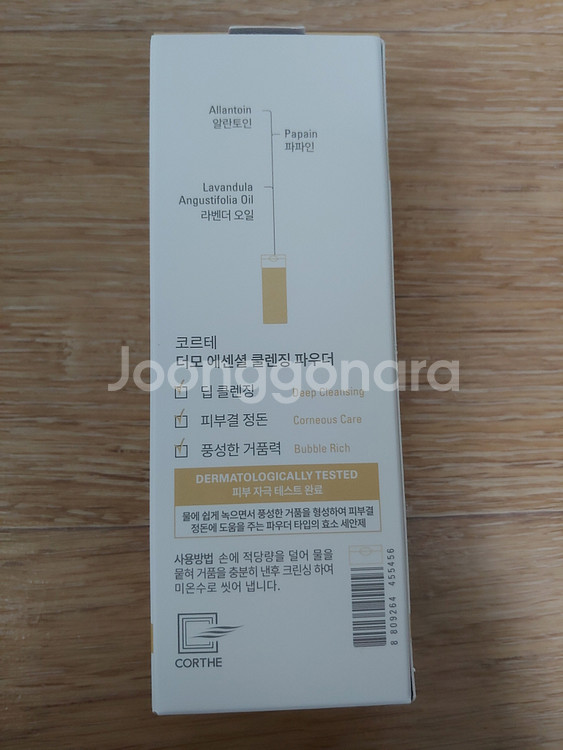 Allantoin
알란토인
Papain
파파인
Lavandula
Angustifolia Oil
라벤더 오일
코르테
더모 에센셜 클렌징 파우더
Joonggonara
딥 클렌징 Deep Cleansing
피부결 정돈 Corneous Care
풍성한 거품력 Bubble Rich
DERMATOLOGICALLY TESTED
피부 자극 테스트 완료
물에 쉽게 녹으면서 풍성한 거품을 형성하여 피부결
정돈에 도움을 주는 파우더 타입의 효소 세안제
사용방법 손에 적당량을 덜어 물을
묻혀 거품을 충분히 낸후 크린싱 하여
미온수로 씻어 냅니다.
8 809264 455456
CORTHE